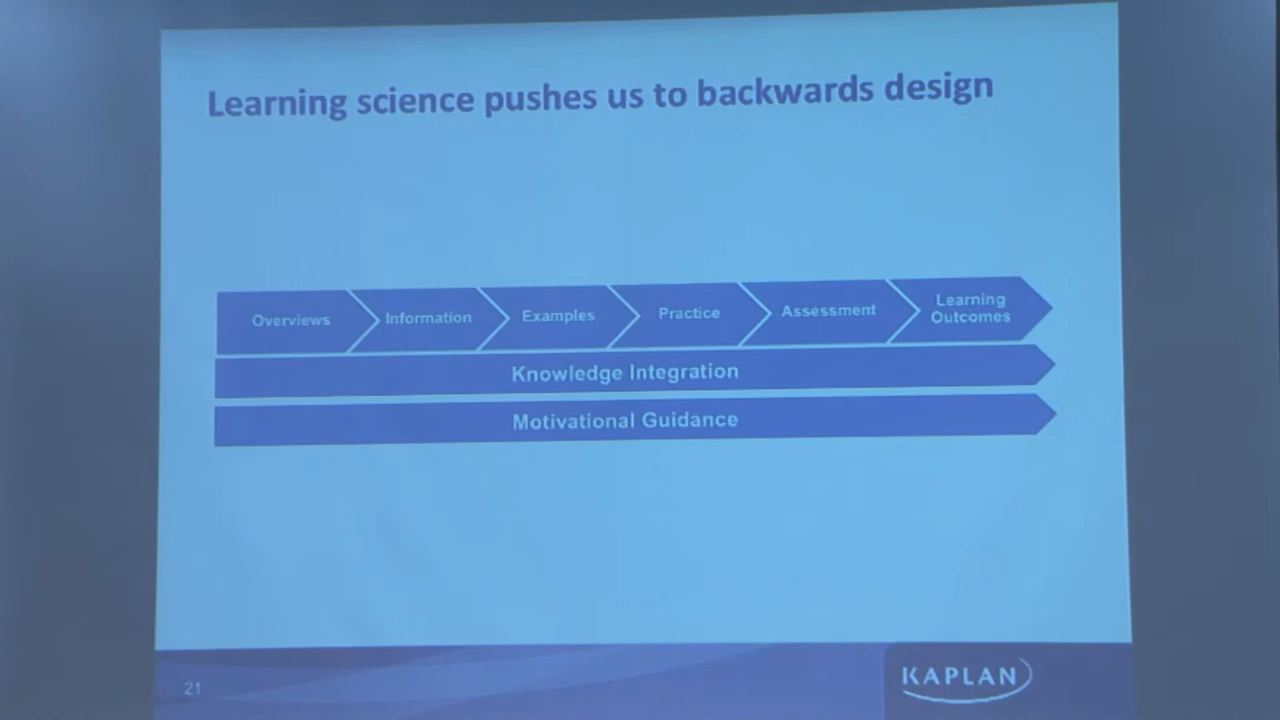 Learning science pushes us to backwards design
Overviews
Information
Examples
Practice
Assessment
Learning
Outcomes
Knowledge Integration
Motivational Guidance
21
KAPLAN